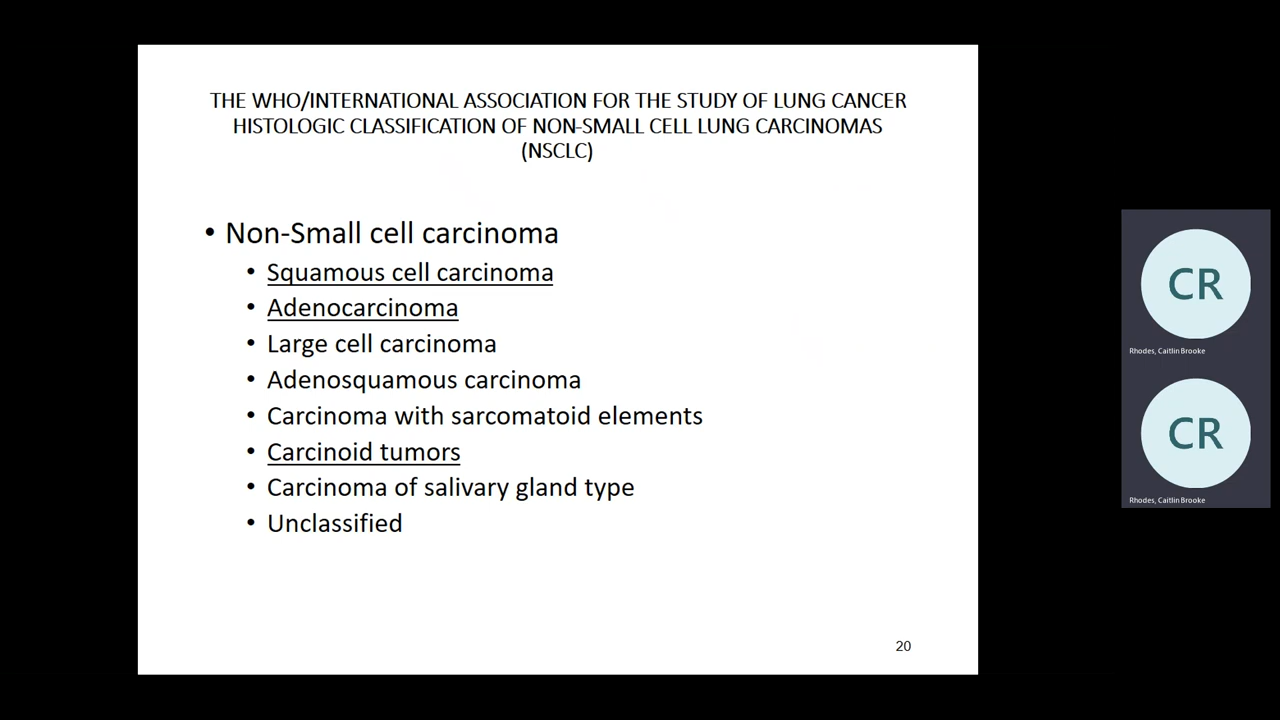 THE WHO/INTERNATIONAL ASSOCIATION FOR THE STUDY OF LUNG CANCER
HISTOLOGIC CLASSIFICATION OF NON-SMALL CELL LUNG CARCINOMAS
(NSCLC)
• Non-Small cell carcinoma
• Squamous cell carcinoma
• Adenocarcinoma
• Large cell carcinoma
• Adenosquamous carcinoma
• Carcinoma with sarcomatoid elements
• Carcinoid tumors
• Carcinoma of salivary gland type
• Unclassified
20
CR
Rhodes, Caitlin Brooke
CR
Rhodes, Caitlin Brooke